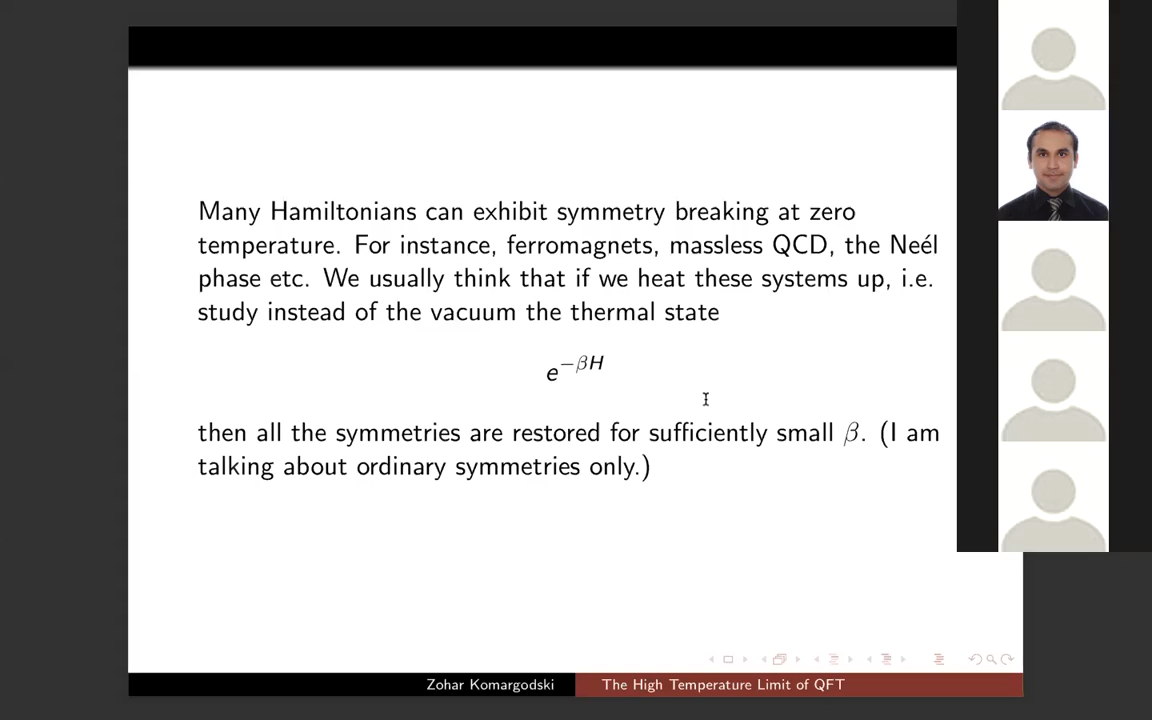 Many Hamiltonians can exhibit symmetry breaking at zero
temperature. For instance, ferromagnets, massless QCD, the Neél
phase etc. We usually think that if we heat these systems up, i.e.
study instead of the vacuum the thermal state
e^{−βH}
then all the symmetries are restored for sufficiently small β. (I am
talking about ordinary symmetries only.)
Zohar Komargodski
The High Temperature Limit of QFT